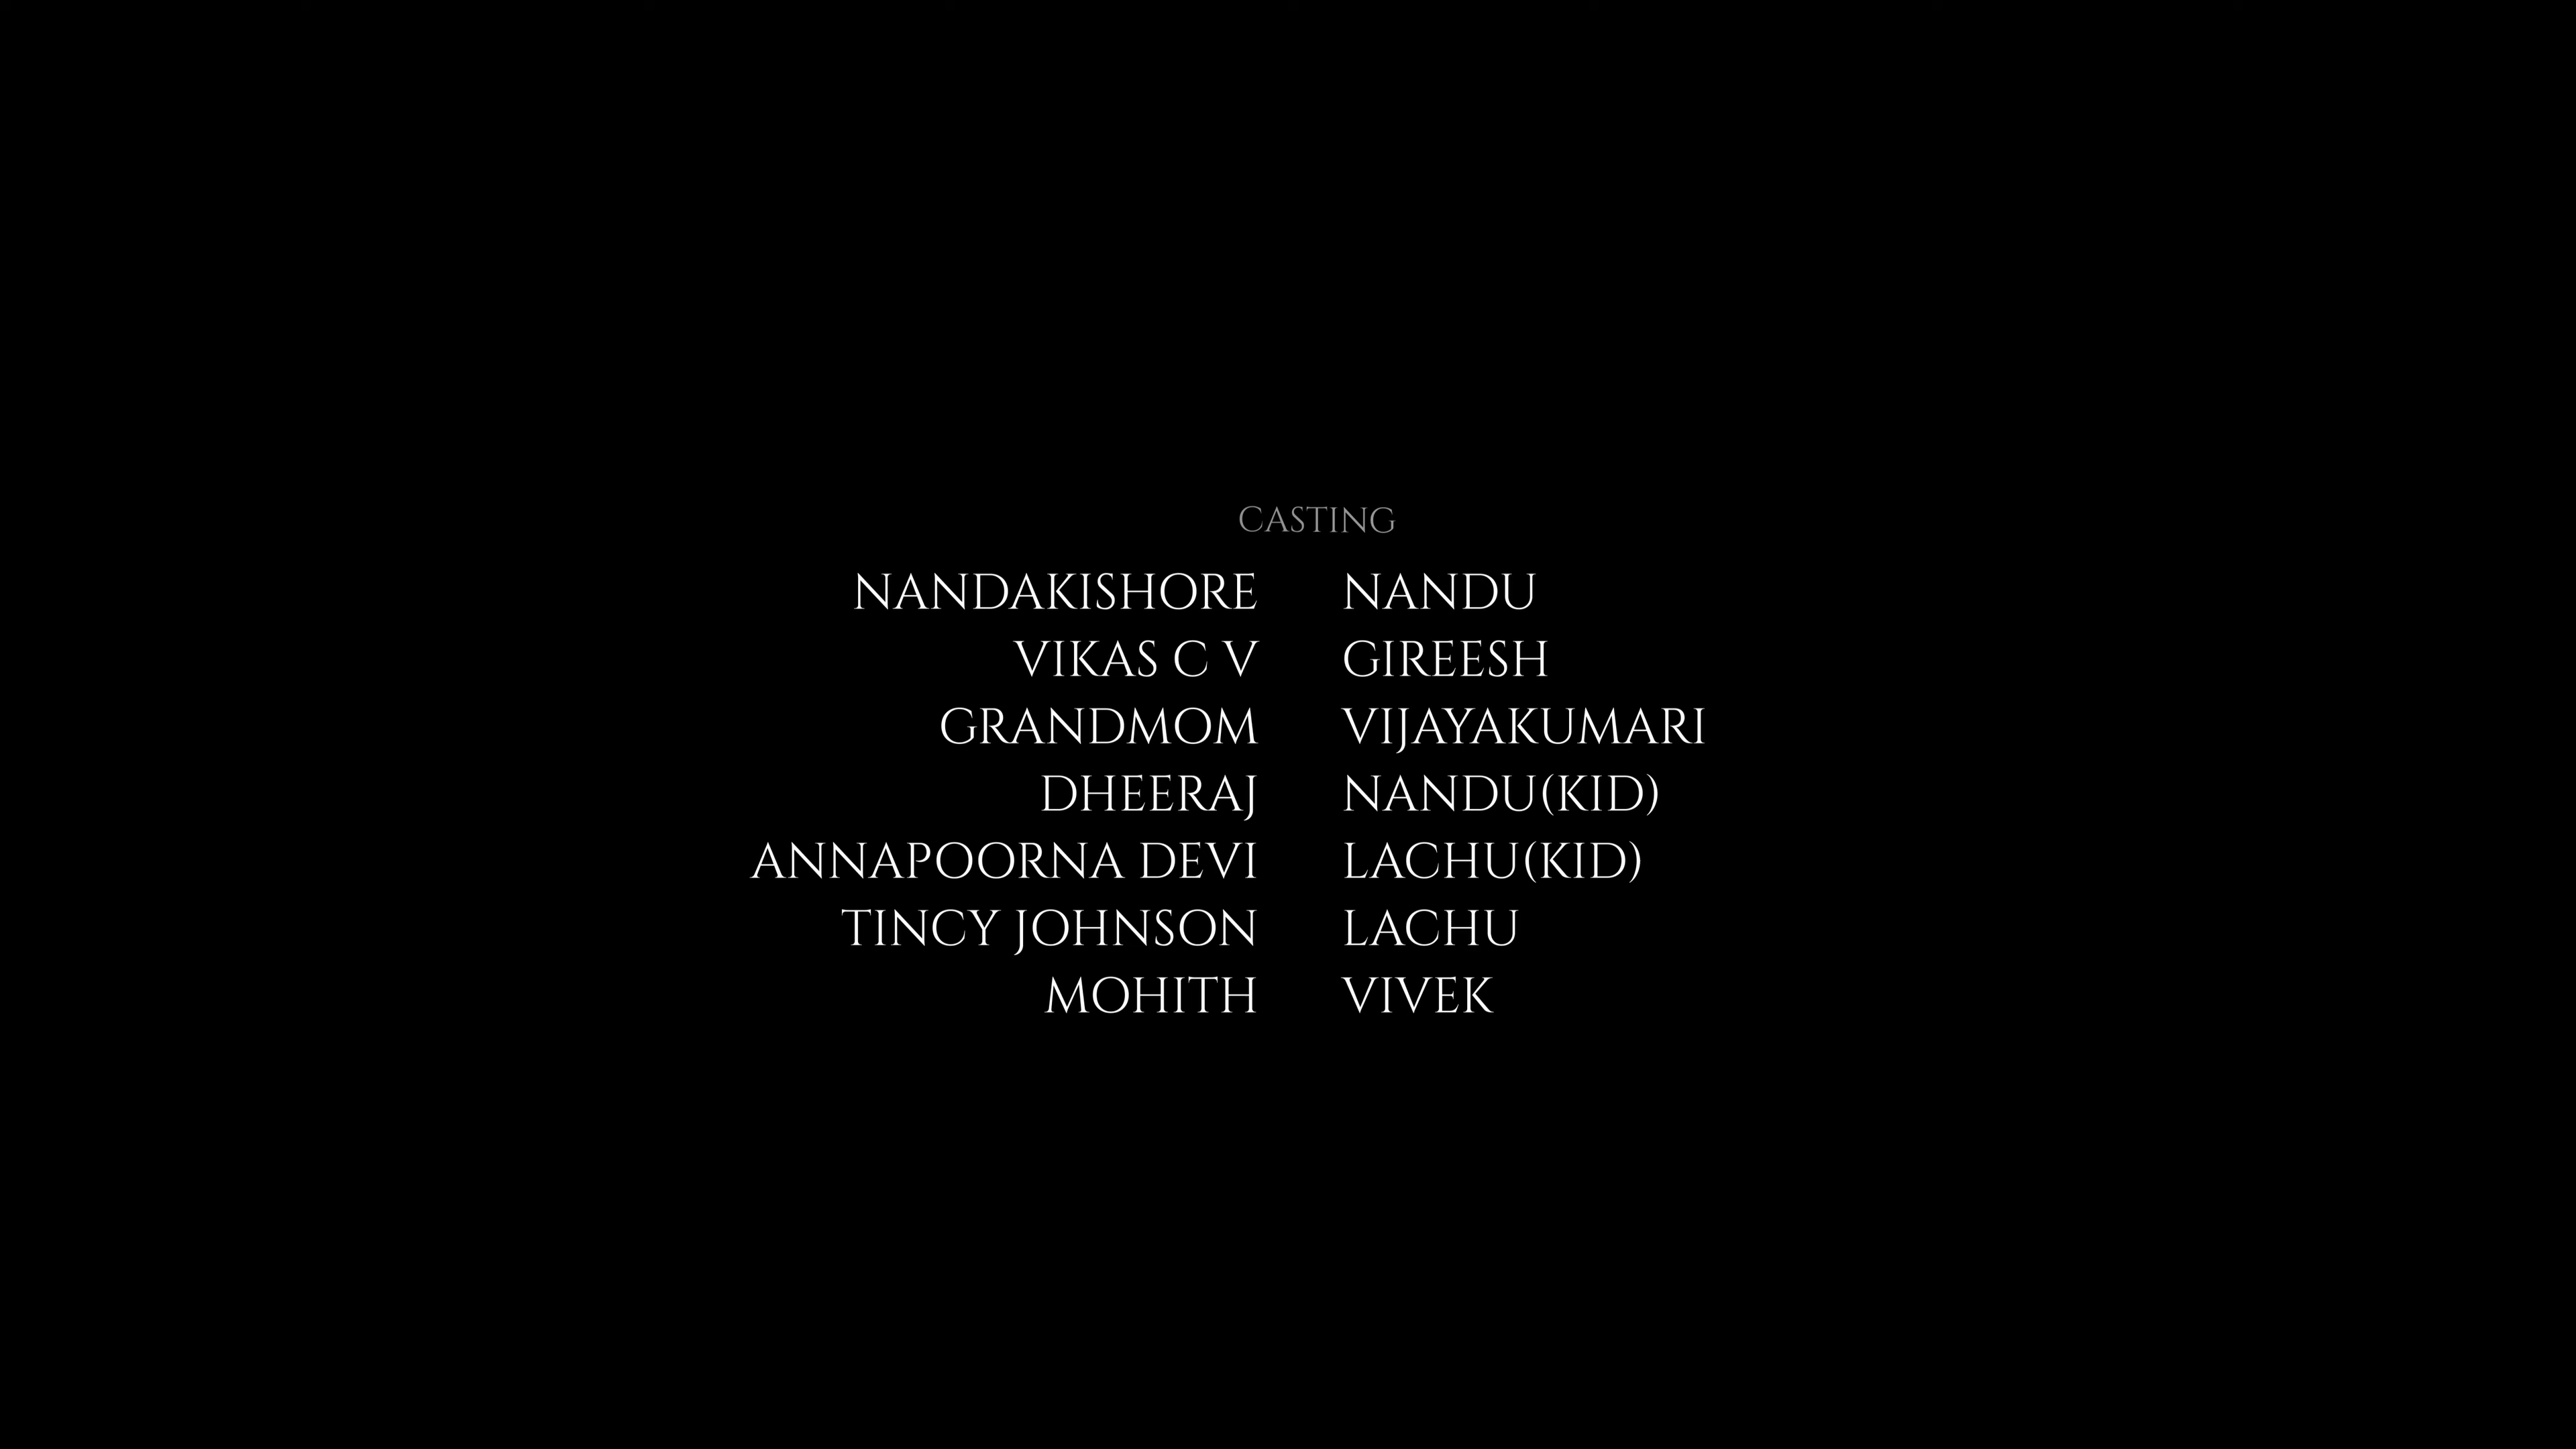 CASTING
NANDAKISHORE NANDU
VIKAS C V GIREESH
GRANDMOM VIJAYAKUMARI
DHEERAJ NANDU(KID)
ANNAPOORNA DEVI LACHU(KID)
TINCY JOHNSON LACHU
MOHITH VIVEK